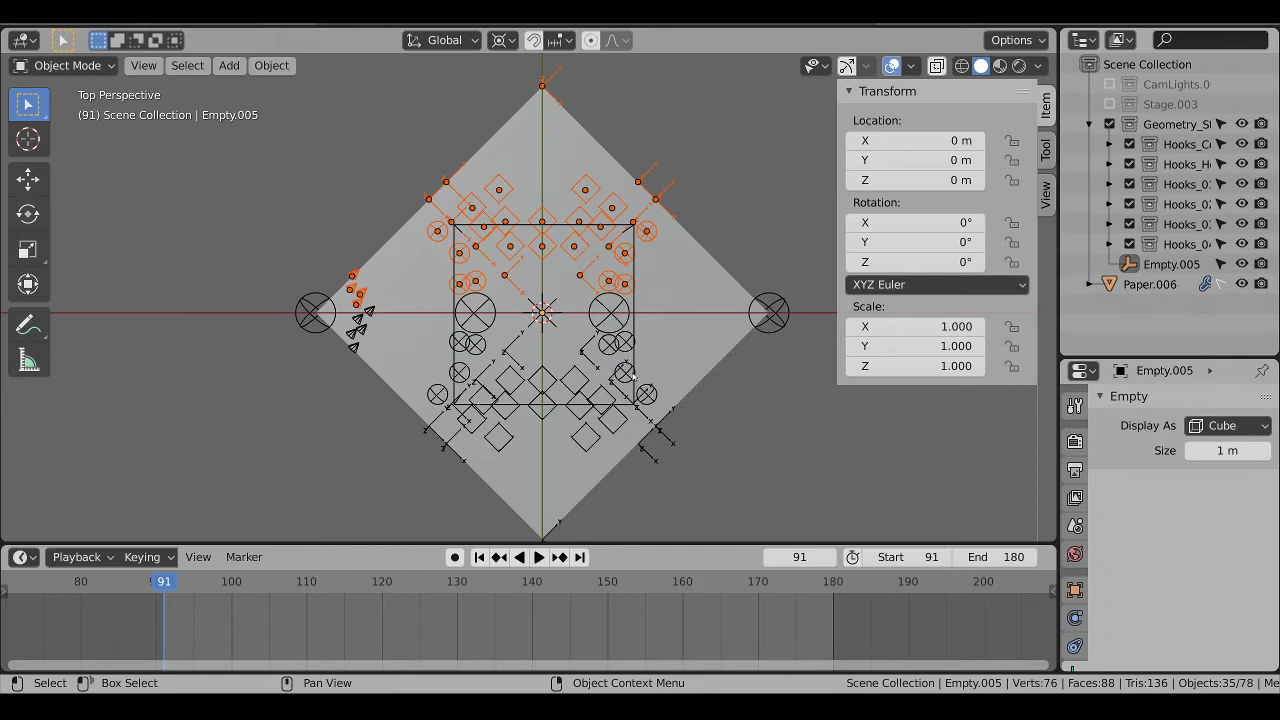 Global
Options
Object Mode
View
Select
Add
Object
Top Perspective
(91) Scene Collection | Empty.005
Transform
Location:
X 0 m
Y 0 m
Z 0 m
Rotation:
X 0°
Y 0°
Z 0°
XYZ Euler
Scale:
X 1.000
Y 1.000
Z 1.000
Item
Tool
View
Scene Collection
CamLights.0
Stage.003
Geometry_S
Hooks_C
Hooks_H
Hooks_0
Hooks_0
Hooks_0
Hooks_0
Empty.005
Paper.006
Empty.005
Empty
Display As Cube
Size 1 m
Playback
Keying
View
Marker
91
Start 91
End 180
80 91 100 110 120 130 140 150 160 170 180 190 200
Select
Box Select
Pan View
Object Context Menu
Scene Collection | Empty.005 | Verts:76 | Faces:88 | Tris:136 | Objects:35/78 | Me